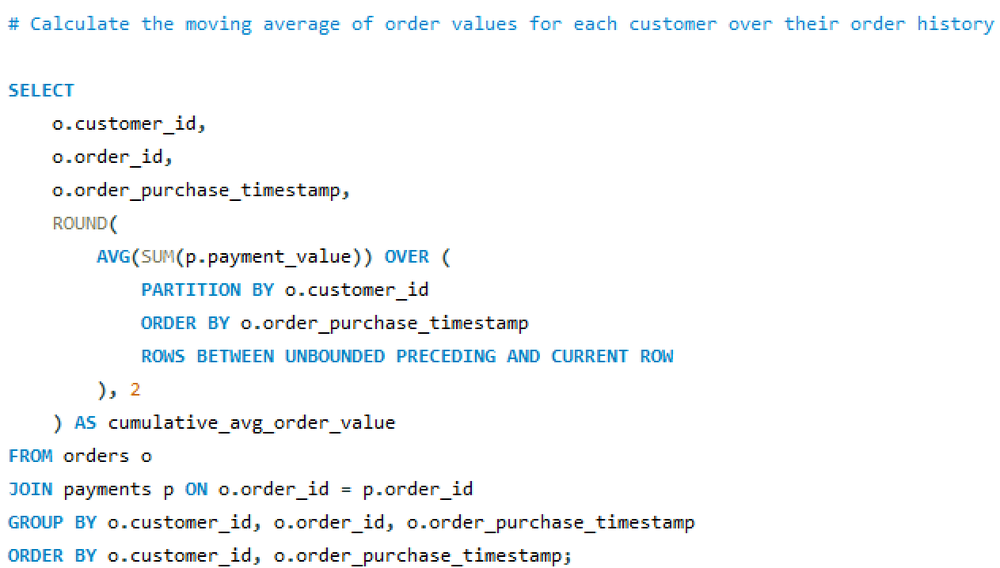 # Calculate the moving average of order values for each customer over their order history
SELECT
    o.customer_id,
    o.order_id,
    o.order_purchase_timestamp,
    ROUND(
        AVG(SUM(p.payment_value)) OVER (
            PARTITION BY o.customer_id
            ORDER BY o.order_purchase_timestamp
            ROWS BETWEEN UNBOUNDED PRECEDING AND CURRENT ROW
        ), 2
    ) AS cumulative_avg_order_value
FROM orders o
JOIN payments p ON o.order_id = p.order_id
GROUP BY o.customer_id, o.order_id, o.order_purchase_timestamp
ORDER BY o.customer_id, o.order_purchase_timestamp;